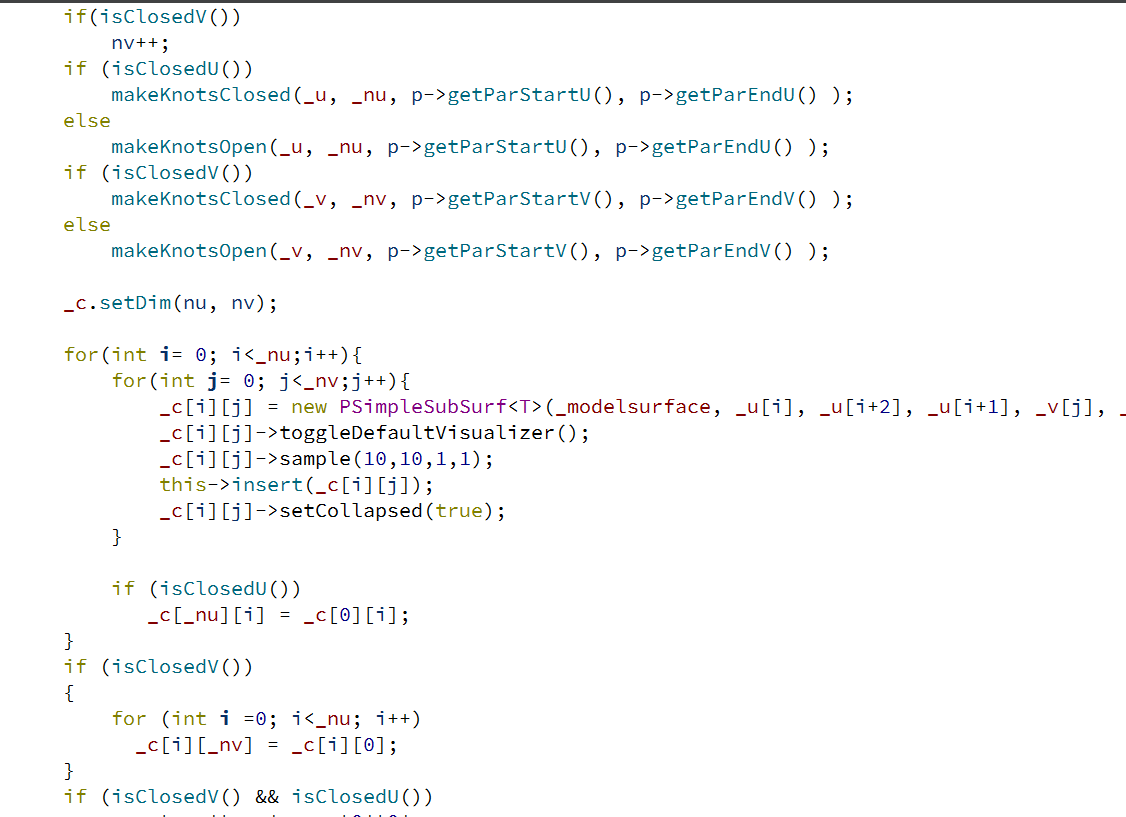 if(isClosedV())
nv++;
if (isClosedU())
makeKnotsClosed(_u, _nu, p->getParStartU(), p->getParEndU() );
else
makeKnotsOpen(_u, _nu, p->getParStartU(), p->getParEndU() );
if (isClosedV())
makeKnotsClosed(_v, _nv, p->getParStartV(), p->getParEndV() );
else
makeKnotsOpen(_v, _nv, p->getParStartV(), p->getParEndV() );
_c.setDim(nu, nv);
for(int i= 0; i<_nu;i++){
for(int j= 0; j<_nv;j++){
_c[i][j] = new PSimpleSubSurf<T>(_modelsurface, _u[i], _u[i+2], _u[i+1], _v[j], _
_c[i][j]->toggleDefaultVisualizer();
_c[i][j]->sample(10,10,1,1);
this->insert(_c[i][j]);
_c[i][j]->setCollapsed(true);
}
if (isClosedU())
_c[_nu][i] = _c[0][i];
}
if (isClosedV())
{
for (int i =0; i<_nu; i++)
_c[i][_nv] = _c[i][0];
}
if (isClosedV() && isClosedU())